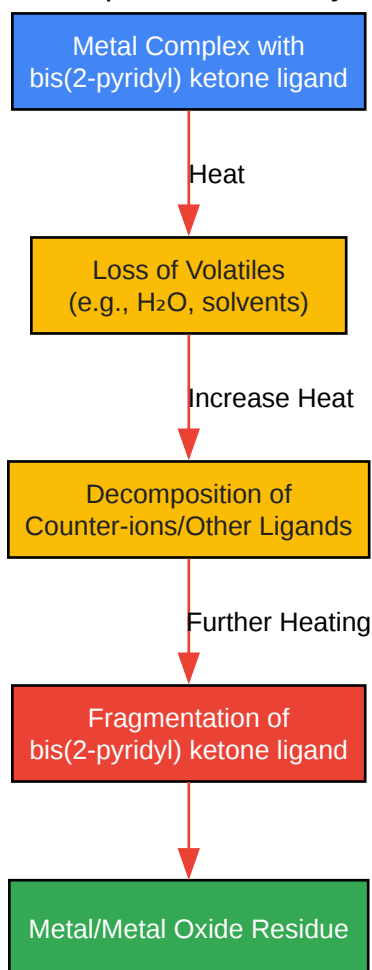 Metal Complex with
bis(2-pyridyl) ketone ligand
Heat
Loss of Volatiles
(e.g., H₂O, solvents)
Increase Heat
Decomposition of
Counter-ions/Other Ligands
Further Heating
Fragmentation of
bis(2-pyridyl) ketone ligand
Metal/Metal Oxide Residue